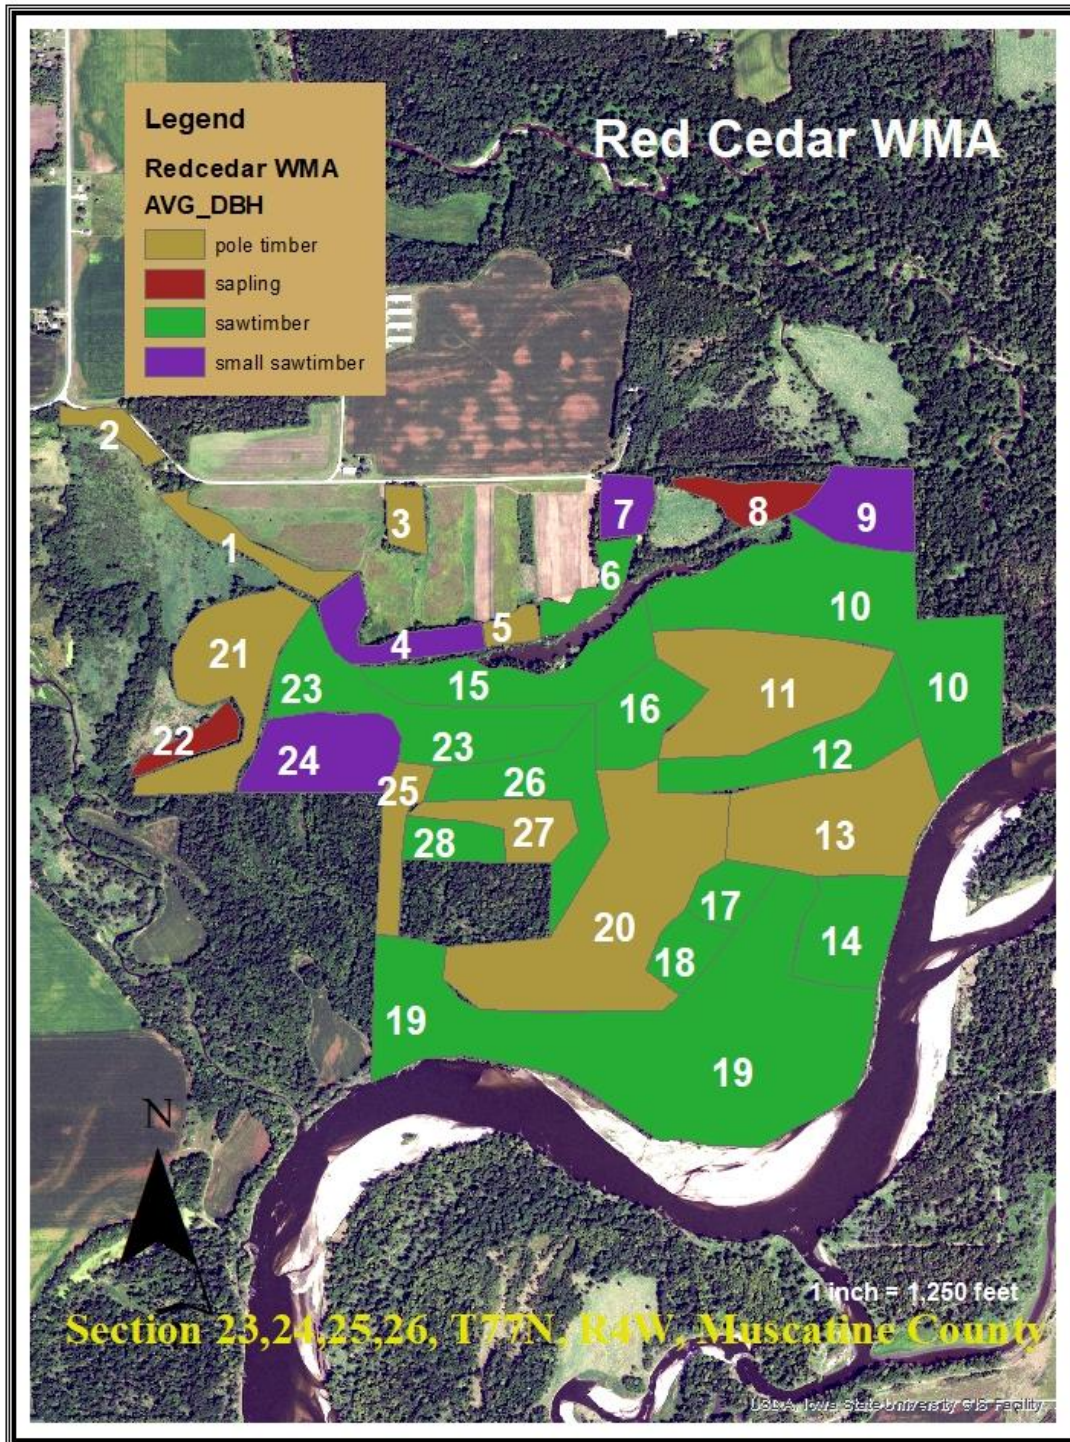 Legend
Redcedar WMA
AVG_DBH
pole timber
sapling
sawtimber
small sawtimber
Red Cedar WMA
2
1
3
7
8
9
6
4
5
10
21
23
15
16
11
10
22
24
23
12
25
26
28
27
13
20
17
18
14
19
19
N
1 inch = 1,250 feet
Section 23,24,25,26, T77N, R4W, Muscatine County
USDA, Iowa State University GIS Facility